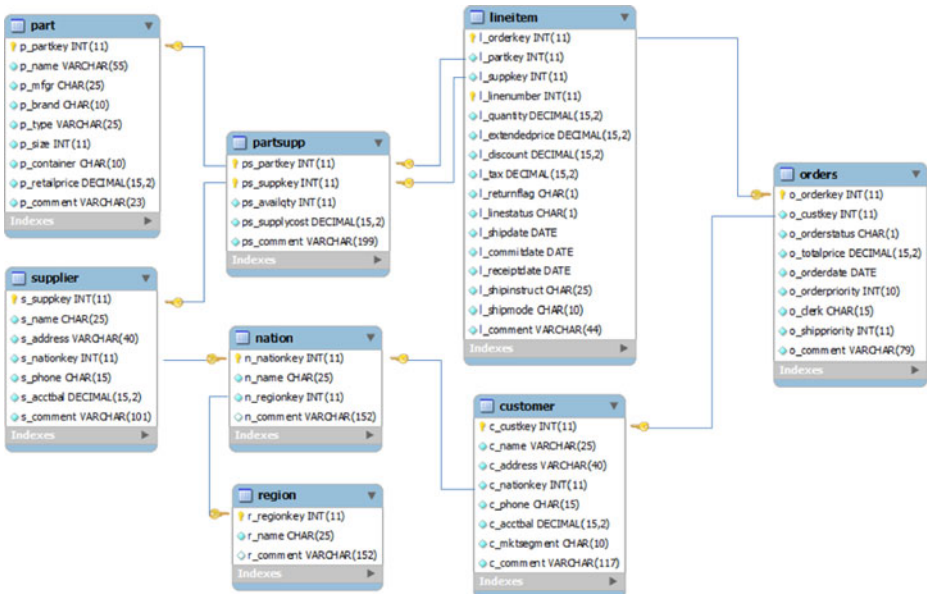 part
p_partkey INT(11)
p_name VARCHAR(55)
p_mfgr CHAR(25)
p_brand CHAR(10)
p_type VARCHAR(25)
p_size INT(11)
p_container CHAR(10)
p_retailprice DECIMAL(15,2)
p_comment VARCHAR(23)
Indexes
supplier
s_suppkey INT(11)
s_name CHAR(25)
s_address VARCHAR(40)
s_nationkey INT(11)
s_phone CHAR(15)
s_acctbal DECIMAL(15,2)
s_comment VARCHAR(101)
Indexes
partsupp
ps_partkey INT(11)
ps_suppkey INT(11)
ps_availqty INT(11)
ps_supplycost DECIMAL(15,2)
ps_comment VARCHAR(199)
Indexes
nation
n_nationkey INT(11)
n_name CHAR(25)
n_regionkey INT(11)
n_comment VARCHAR(152)
Indexes
region
r_regionkey INT(11)
r_name CHAR(25)
r_comment VARCHAR(152)
Indexes
lineitem
l_orderkey INT(11)
l_partkey INT(11)
l_suppkey INT(11)
l_linenumber INT(11)
l_quantity DECIMAL(15,2)
l_extendedprice DECIMAL(15,2)
l_discount DECIMAL(15,2)
l_tax DECIMAL(15,2)
l_returnflag CHAR(1)
l_linestatus CHAR(1)
l_shipdate DATE
l_commitdate DATE
l_receiptdate DATE
l_shipinstruct CHAR(25)
l_shipmode CHAR(10)
l_comment VARCHAR(44)
Indexes
customer
c_custkey INT(11)
c_name VARCHAR(25)
c_address VARCHAR(40)
c_nationkey INT(11)
c_phone CHAR(15)
c_acctbal DECIMAL(15,2)
c_mktsegment CHAR(10)
c_comment VARCHAR(117)
Indexes
orders
o_orderkey INT(11)
o_custkey INT(11)
o_orderstatus CHAR(1)
o_totalprice DECIMAL(15,2)
o_orderdate DATE
o_orderpriority INT(10)
o_clerk CHAR(15)
o_shippriority INT(11)
o_comment VARCHAR(79)
Indexes